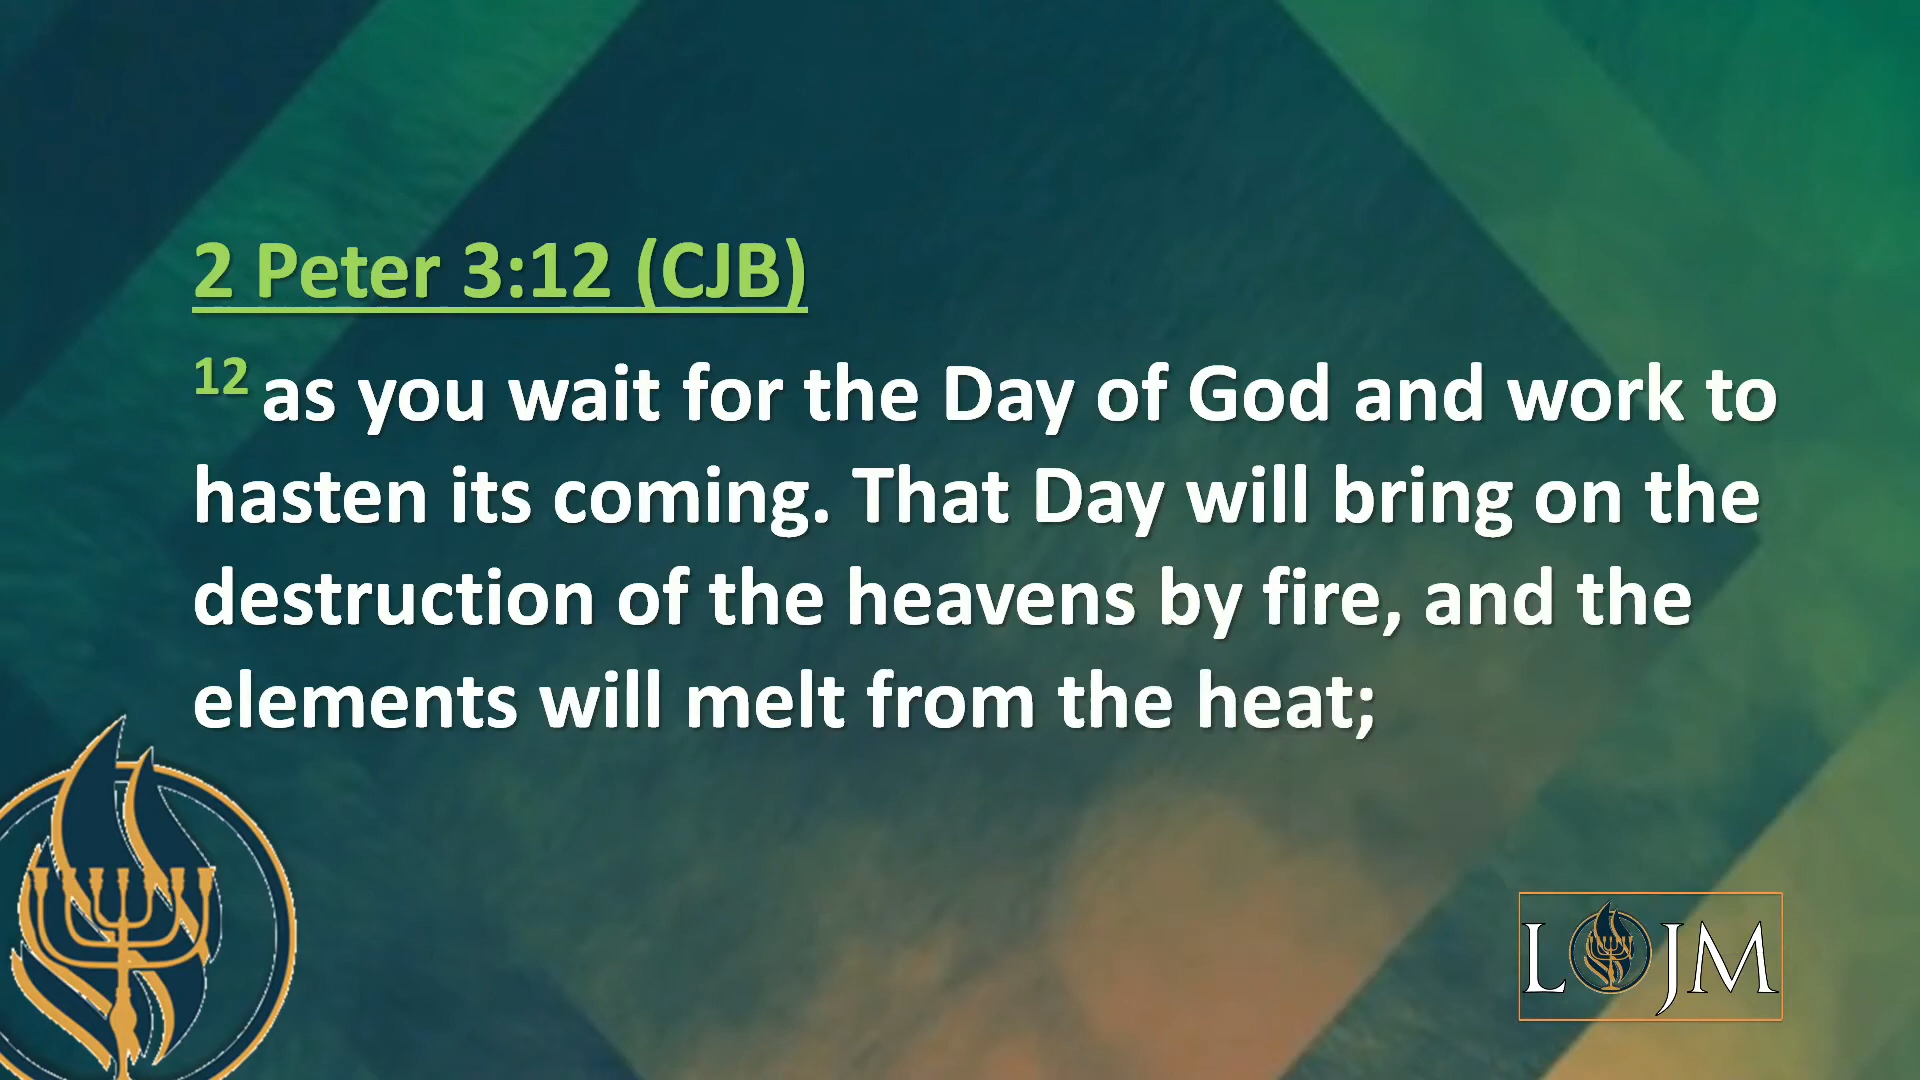 2 Peter 3:12 (CJB)
12 as you wait for the Day of God and work to
hasten its coming. That Day will bring on the
destruction of the heavens by fire, and the
elements will melt from the heat;
L JM